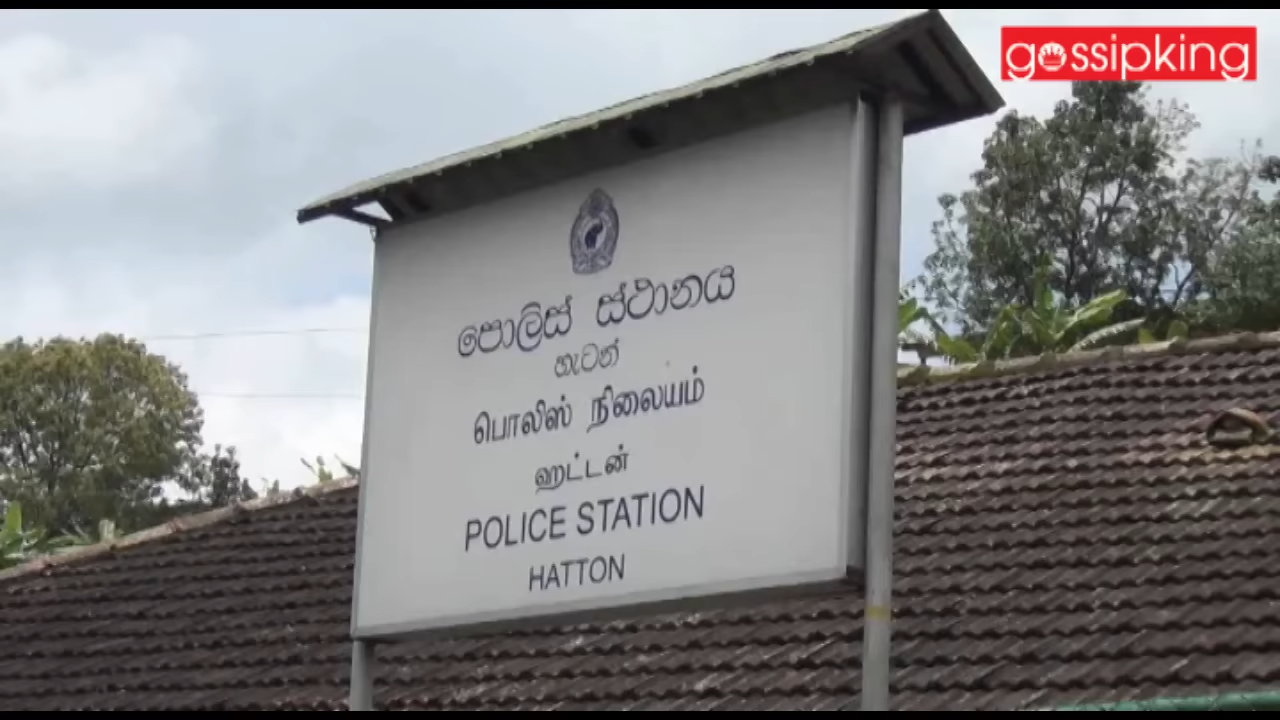 gossipking
පොලිස් ස්ථානය
හැටන්
பொலிஸ் நிலையம்
ஹட்டன்
POLICE STATION
HATTON